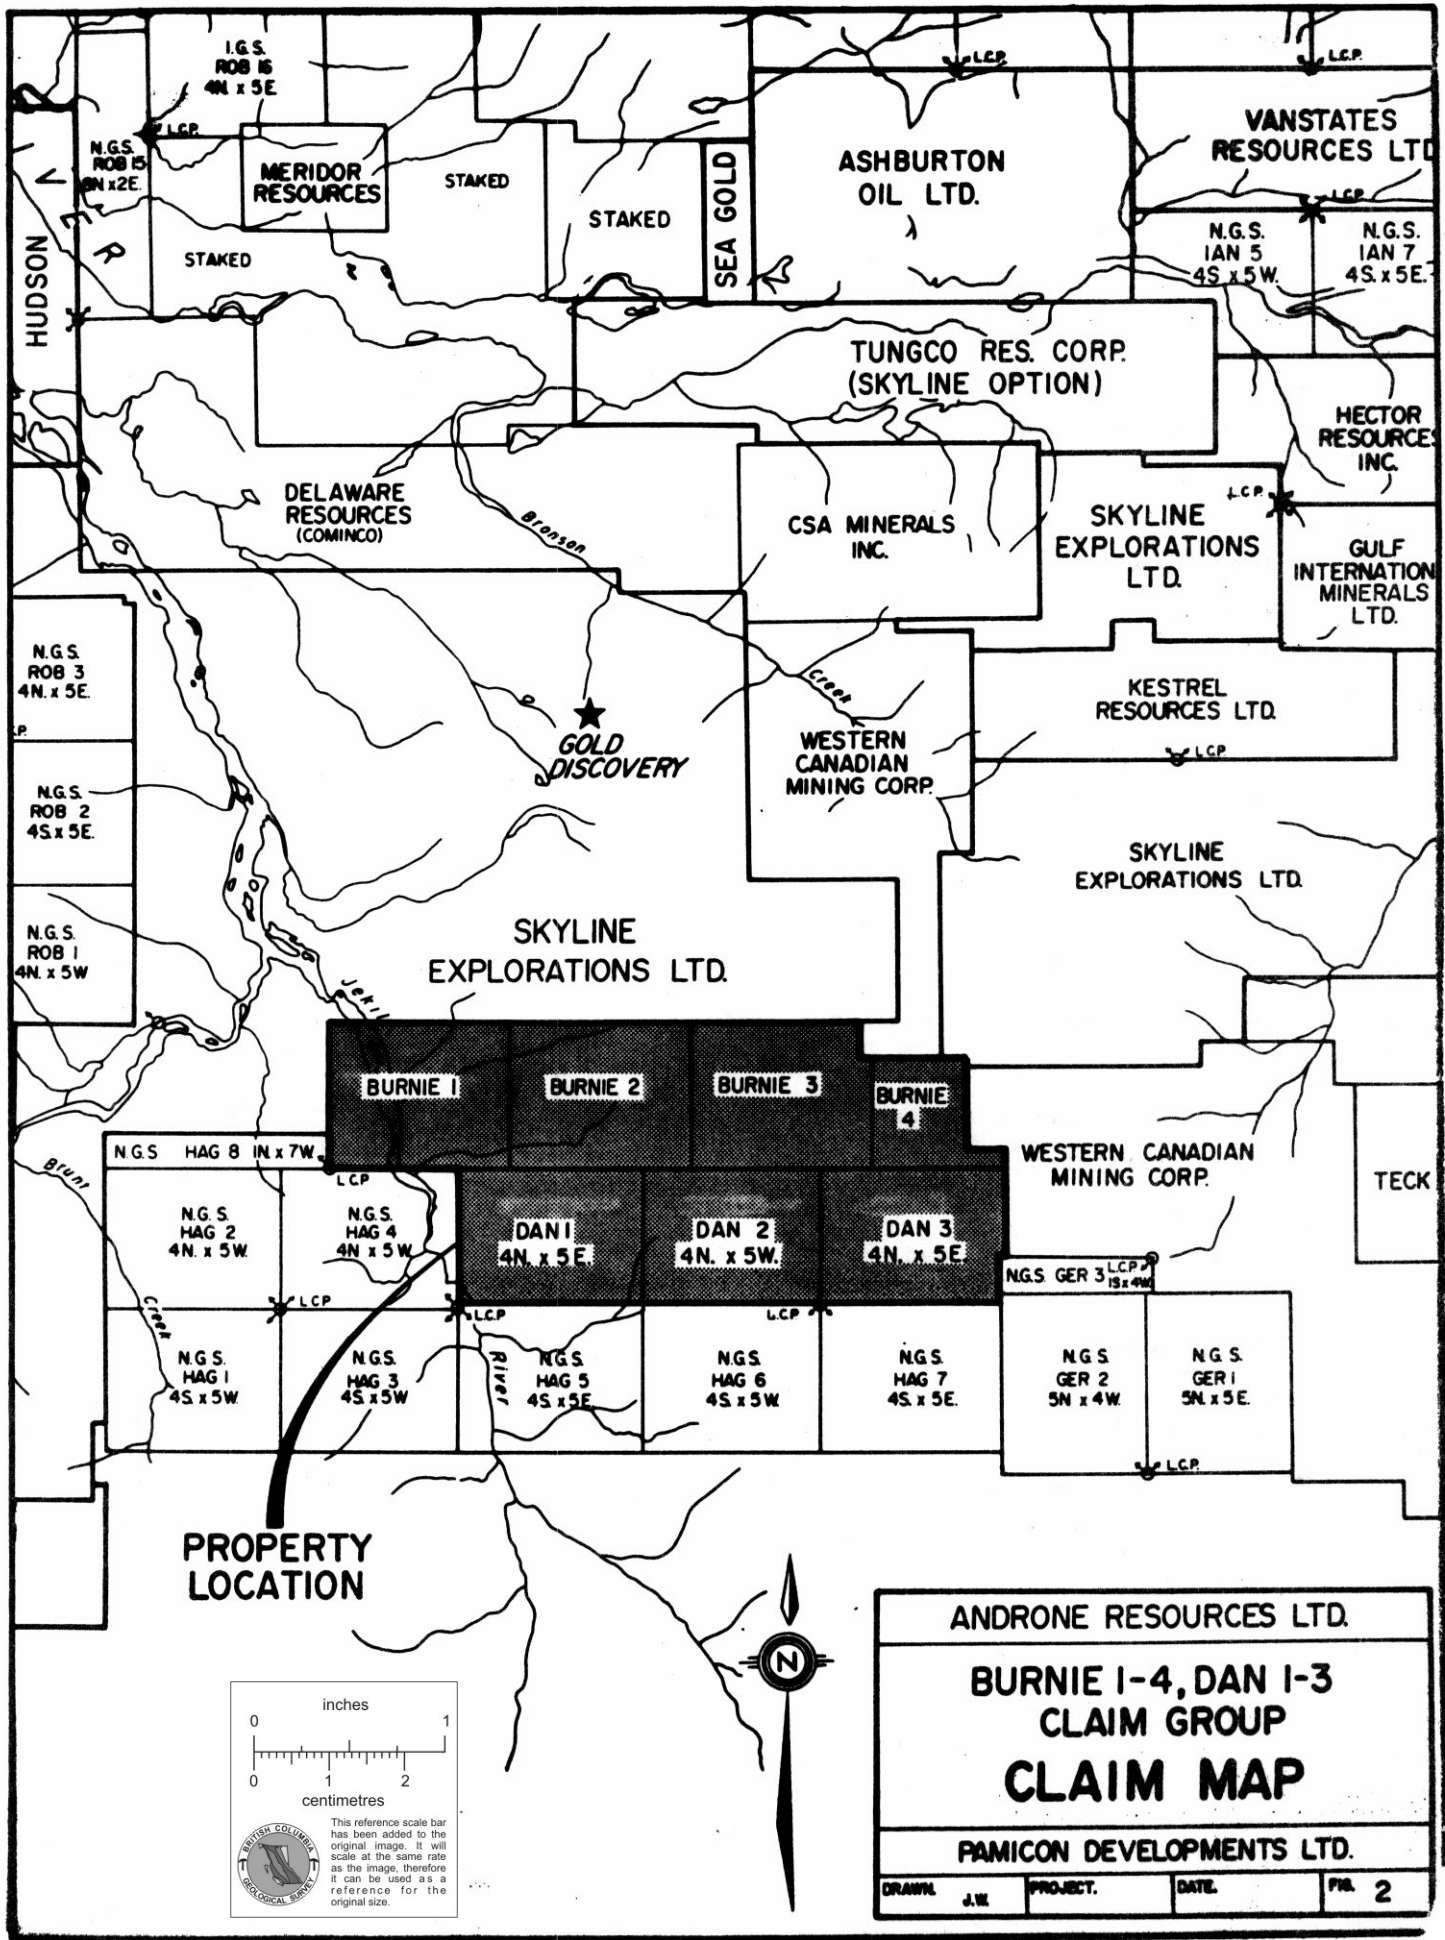 I.G.S.
ROB 16
4N. x 5E
L.C.P.
L.C.P.
L.C.P.
N.G.S.
ROB 15
8N x 2E.
MERIDOR
RESOURCES
STAKED
STAKED
STAKED
SEA GOLD
ASHBURTON
OIL LTD.
VANSTATES
RESOURCES LTD
L.C.P.
N.G.S.
IAN 5
4S. x 5W.
N.G.S.
IAN 7
4S. x 5E.
HUDSON
VER
TUNGCO RES. CORP.
(SKYLINE OPTION)
HECTOR
RESOURCES
INC.
DELAWARE
RESOURCES
(COMINCO)
Bronson
CSA MINERALS
INC.
SKYLINE
EXPLORATIONS
LTD.
L.C.P.
GULF
INTERNATION
MINERALS
LTD.
N.G.S.
ROB 3
4N. x 5E.
.P.
Creek
KESTREL
RESOURCES LTD.
L.C.P.
GOLD
DISCOVERY
WESTERN
CANADIAN
MINING CORP.
N.G.S.
ROB 2
4S. x 5E.
SKYLINE
EXPLORATIONS LTD.
N.G.S.
ROB 1
4N. x 5W
SKYLINE
EXPLORATIONS LTD.
Jekil
BURNIE 1
BURNIE 2
BURNIE 3
BURNIE
4
N.G.S HAG 8 1N. x 7W.
L.C.P
Brunt
WESTERN CANADIAN
MINING CORP.
TECK
N.G.S.
HAG 2
4N. x 5W.
N.G.S.
HAG 4
4N x 5W.
DAN 1
4N. x 5E.
DAN 2
4N. x 5W.
DAN 3
4N. x 5E.
N.G.S. GER 3
L.C.P
1S x 4W
Creek
L.C.P
L.C.P.
L.C.P
N.G.S.
HAG 1
4S. x 5W.
N.G.S.
HAG 3
4S. x 5W
River
N.G.S.
HAG 5
4S. x 5E.
N.G.S.
HAG 6
4S. x 5W.
N.G.S.
HAG 7
4S. x 5E.
N.G.S
GER 2
5N x 4W.
N.G.S.
GER 1
5N. x 5E.
L.C.P.
PROPERTY
LOCATION
N
inches
0 1
0 1 2
centimetres
BRITISH COLUMBIA
GEOLOGICAL SURVEY
This reference scale bar
has been added to the
original image. It will
scale at the same rate
as the image, therefore
it can be used as a
reference for the
original size.
ANDRONE RESOURCES LTD.
BURNIE 1-4, DAN 1-3
CLAIM GROUP
CLAIM MAP
PAMICON DEVELOPMENTS LTD.
DRAWN. J.W. PROJECT. DATE. FIG. 2